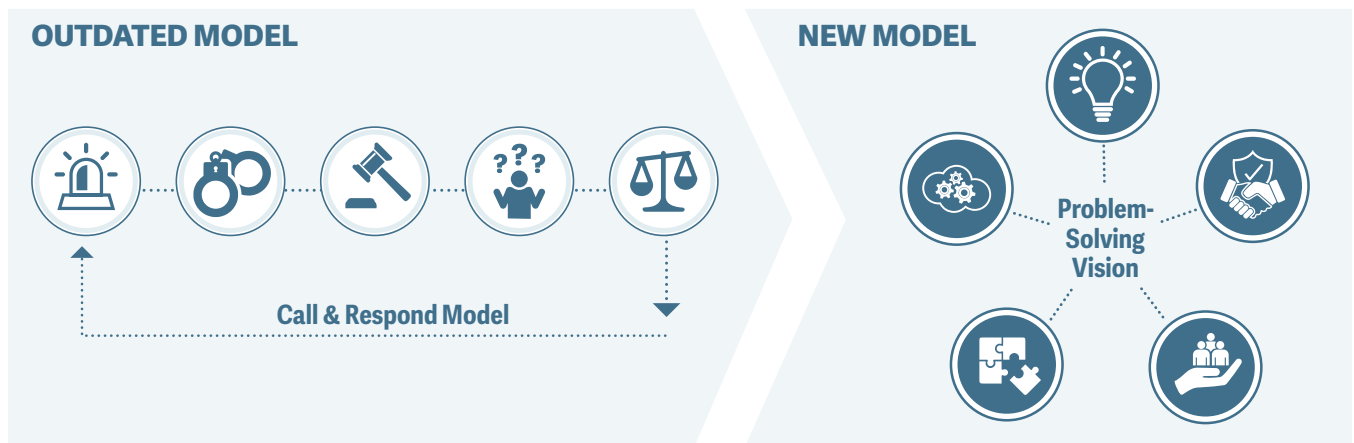 OUTDATED MODEL
NEW MODEL
? ? ?
Call & Respond Model
Problem-
Solving
Vision